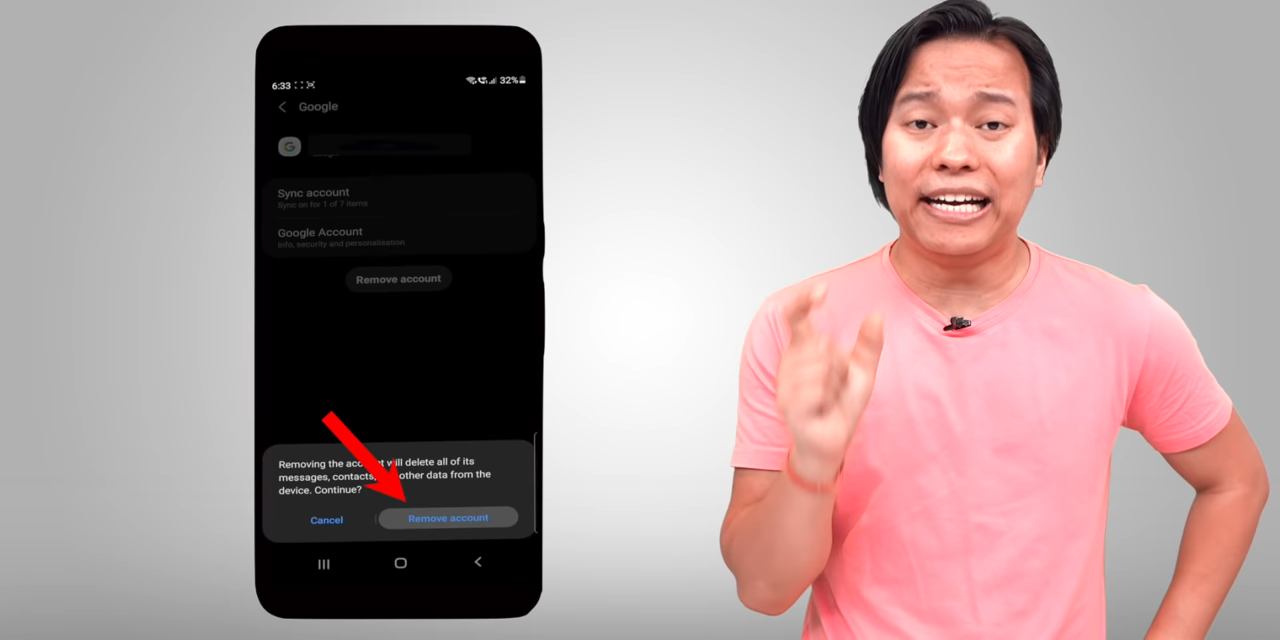 6:33
32%
Google
Sync account
Sync on for 1 of 7 items
Google Account
Info, security and personalisation
Remove account
Removing the will delete all of its
messages, contacts, other data from the
device. Continue?
Cancel
Remove account